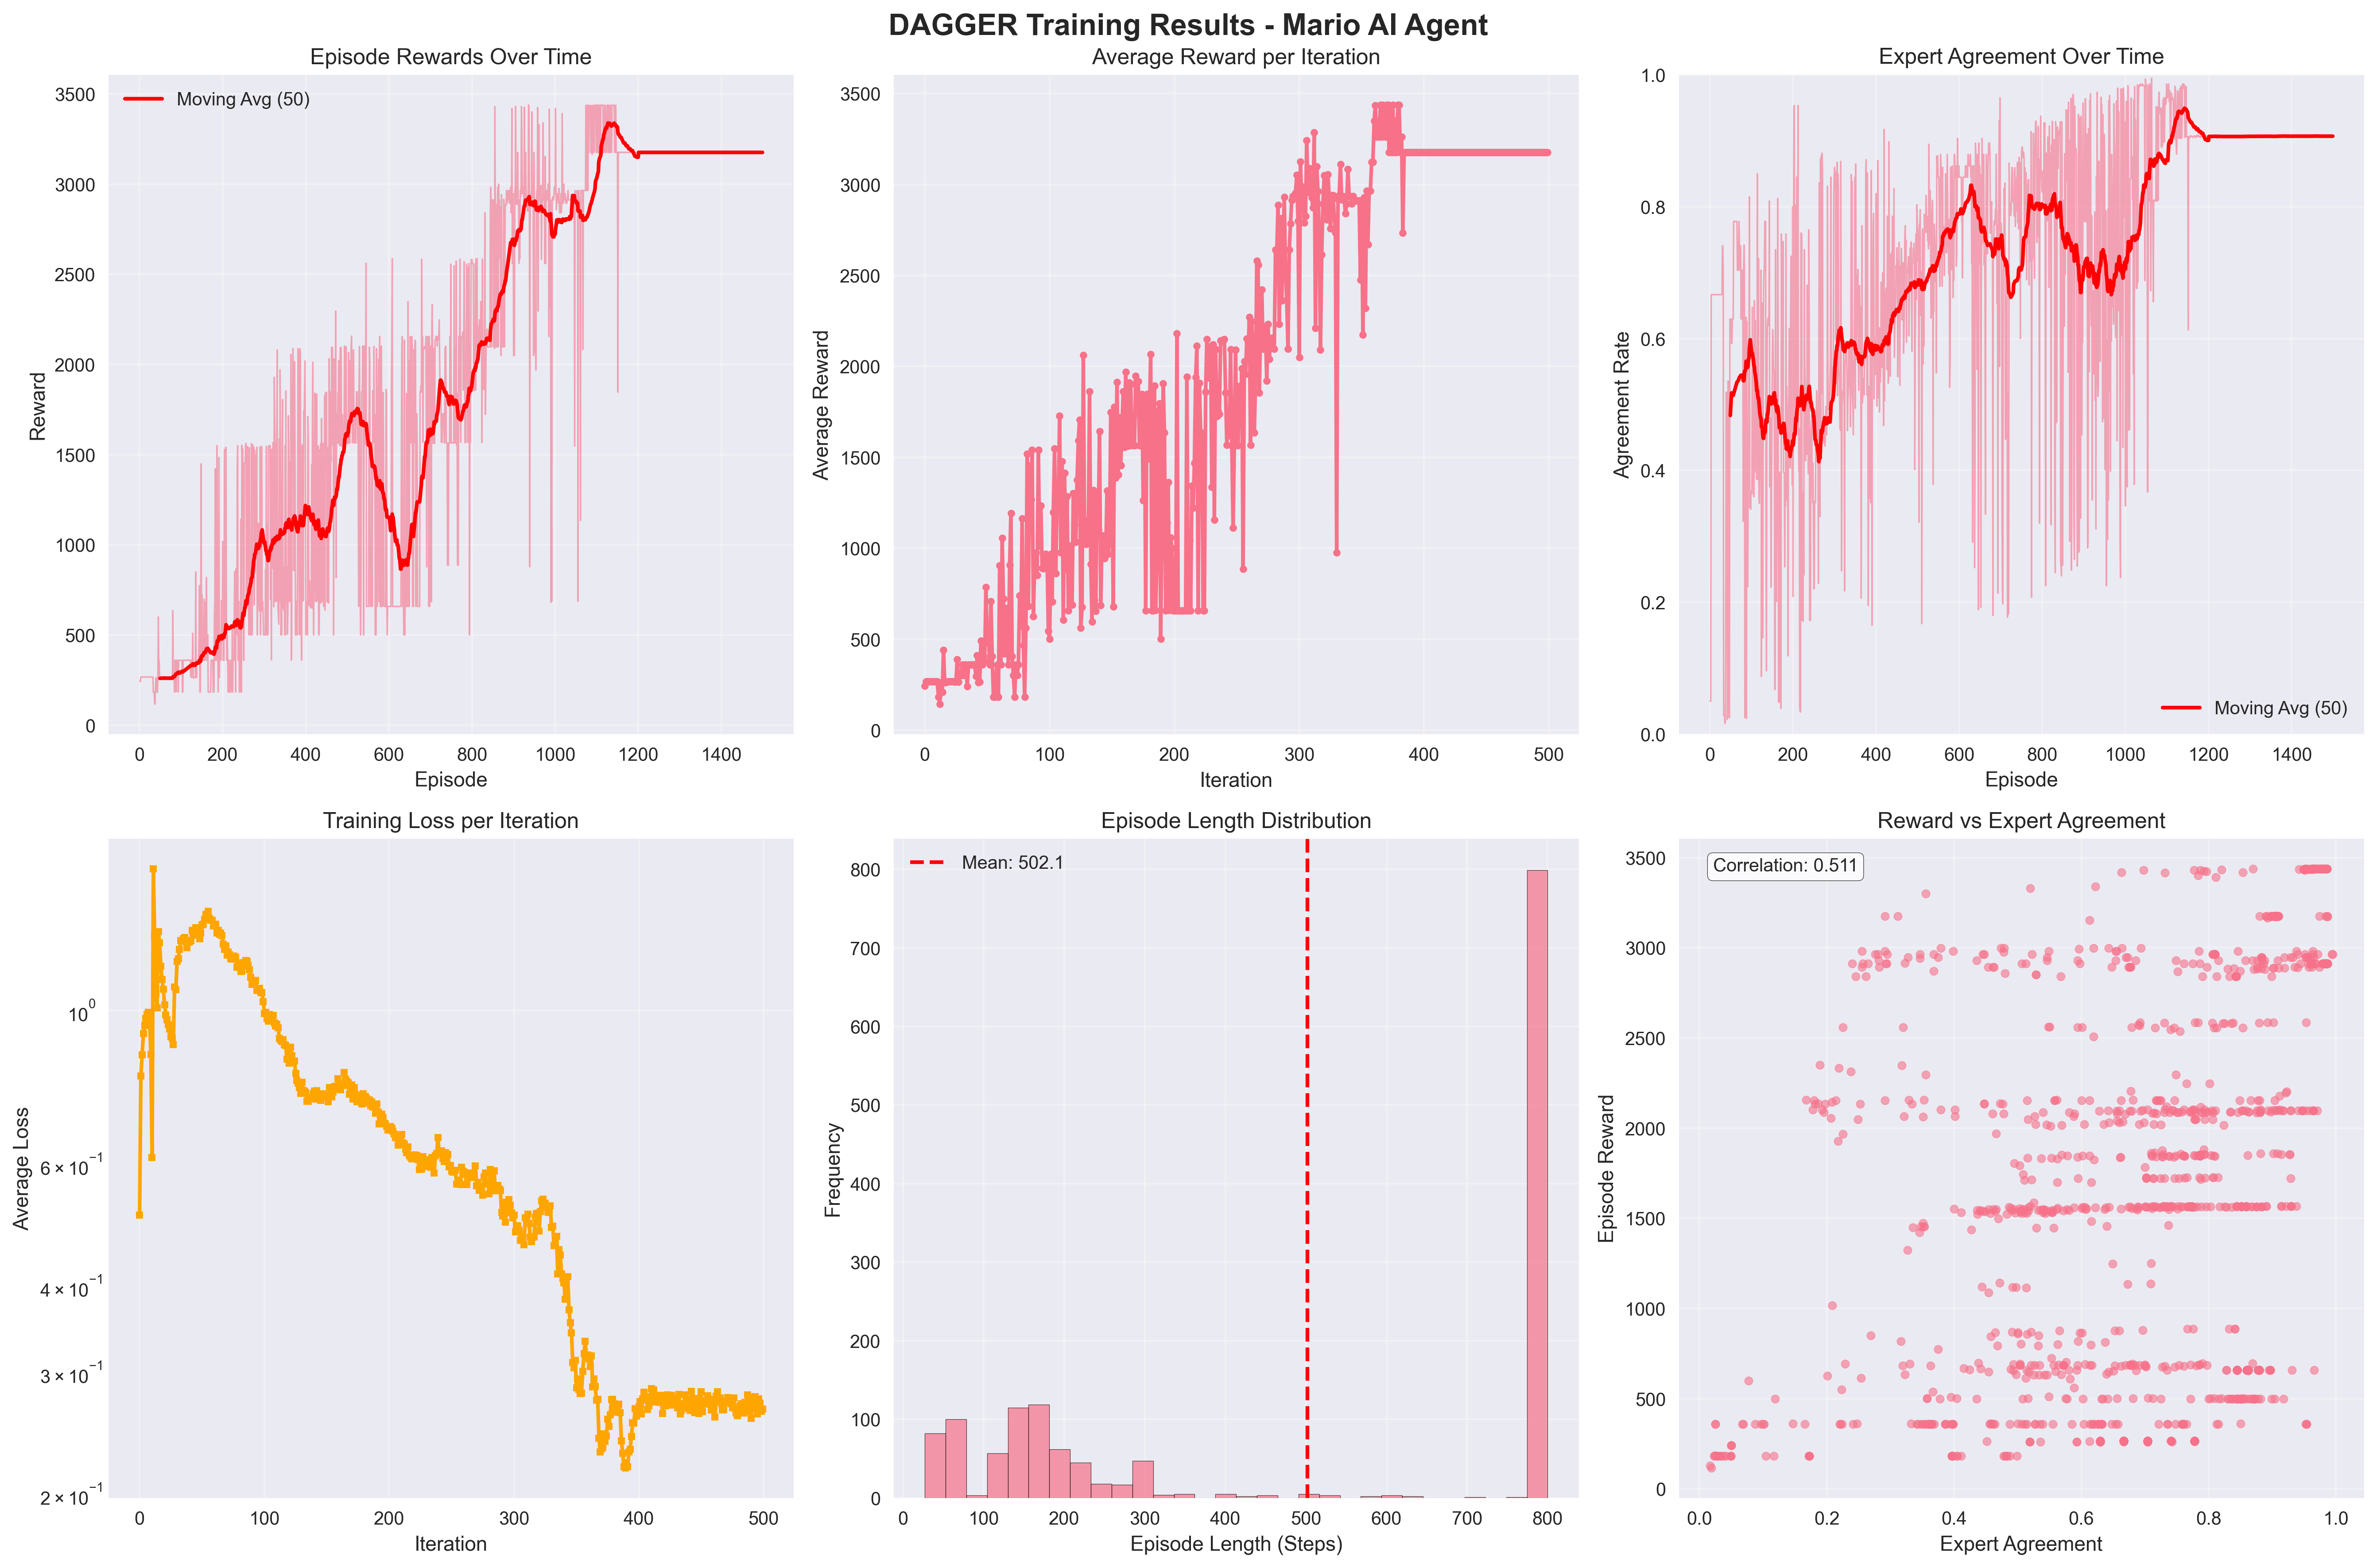 DAGGER Training Results - Mario AI Agent
Episode Rewards Over Time
Moving Avg (50)
Reward
3500
3000
2500
2000
1500
1000
500
0
0 200 400 600 800 1000 1200 1400
Episode
Average Reward per Iteration
Average Reward
3500
3000
2500
2000
1500
1000
500
0
0 100 200 300 400 500
Iteration
Expert Agreement Over Time
Agreement Rate
1.0
0.8
0.6
0.4
0.2
0.0
Moving Avg (50)
0 200 400 600 800 1000 1200 1400
Episode
Training Loss per Iteration
Average Loss
10⁰
6 × 10⁻¹
4 × 10⁻¹
3 × 10⁻¹
2 × 10⁻¹
0 100 200 300 400 500
Iteration
Episode Length Distribution
Mean: 502.1
Frequency
800
700
600
500
400
300
200
100
0
0 100 200 300 400 500 600 700 800
Episode Length (Steps)
Reward vs Expert Agreement
Correlation: 0.511
Episode Reward
3500
3000
2500
2000
1500
1000
500
0
0.0 0.2 0.4 0.6 0.8 1.0
Expert Agreement